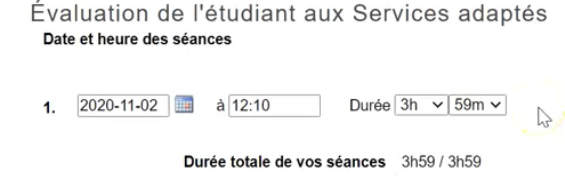 Évaluation de l'étudiant aux Services adaptés
Date et heure des séances
1. 2020-11-02 à 12:10 Durée 3h 59m
Durée totale de vos séances 3h59 / 3h59